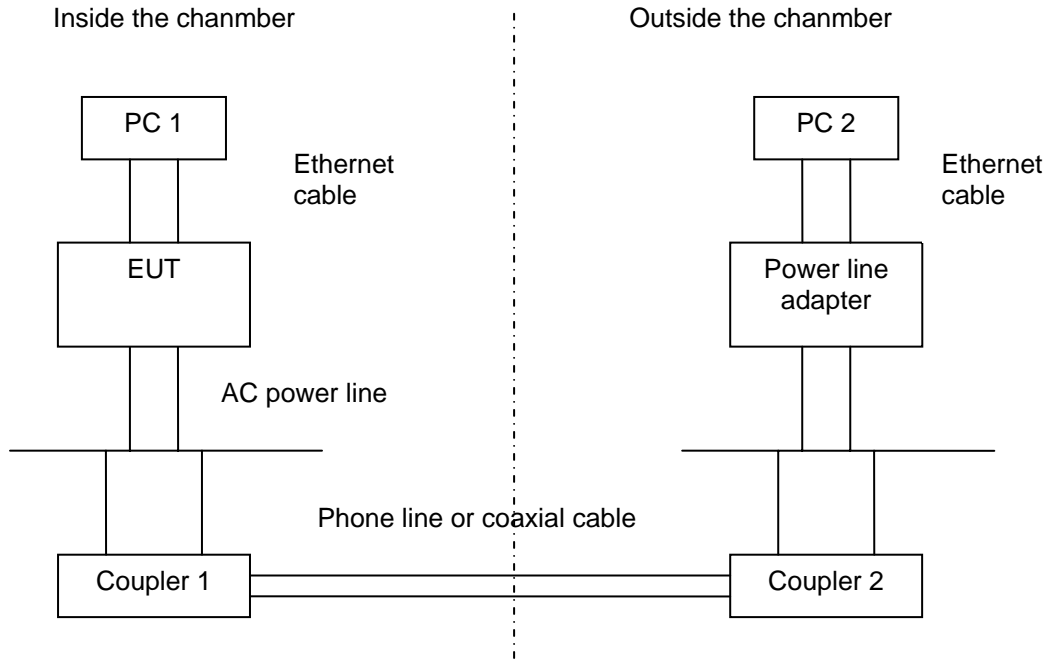 Inside the chanmber
Outside the chanmber
PC 1
PC 2
Ethernet
cable
Ethernet
cable
EUT
Power line
adapter
AC power line
Phone line or coaxial cable
Coupler 1
Coupler 2